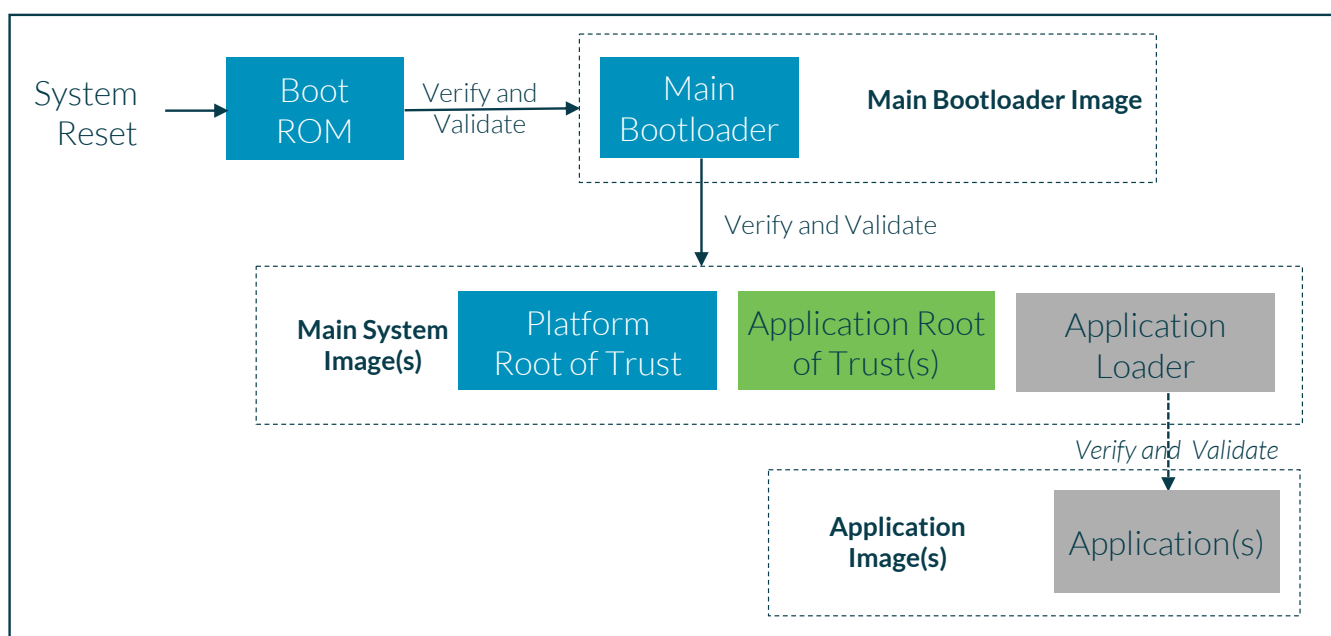 System
Reset
Boot
ROM
Verify and
Validate
Main
Bootloader
Main Bootloader Image
Verify and Validate
Main System
Image(s)
Platform
Root of Trust
Application Root
of Trust(s)
Application
Loader
Verify and Validate
Application
Image(s)
Application(s)